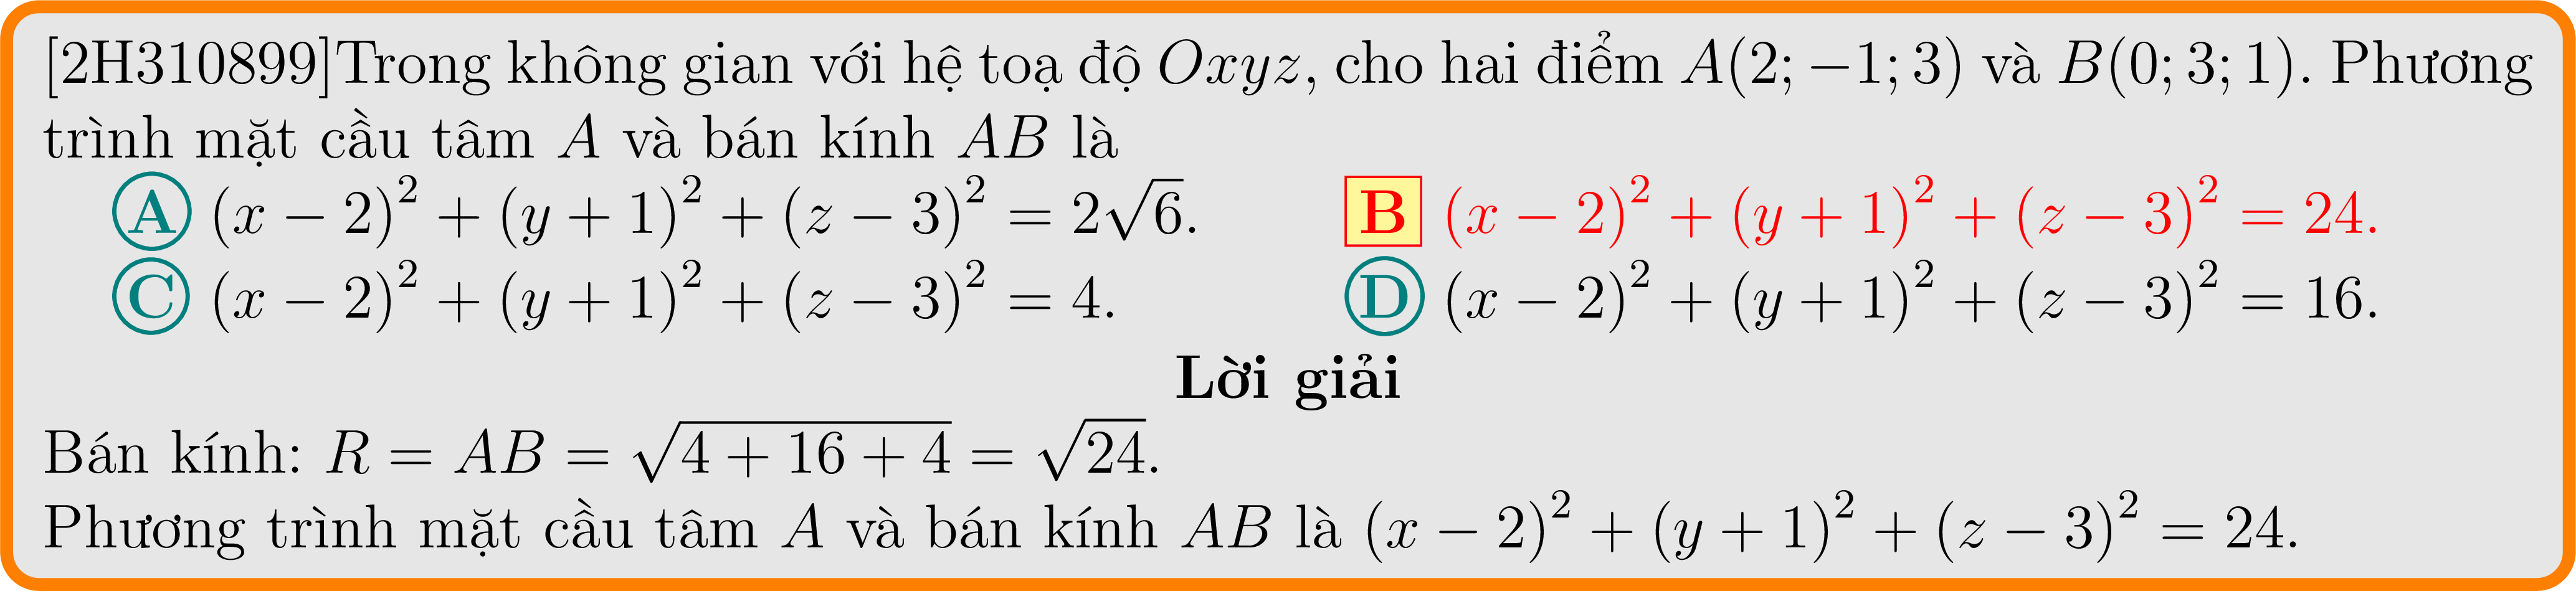 [2H310899]Trong không gian với hệ toạ độ Oxyz, cho hai điểm A(2; −1; 3) và B(0; 3; 1). Phương
trình mặt cầu tâm A và bán kính AB là
A (x − 2)² + (y + 1)² + (z − 3)² = 2√6. B (x − 2)² + (y + 1)² + (z − 3)² = 24.
C (x − 2)² + (y + 1)² + (z − 3)² = 4. D (x − 2)² + (y + 1)² + (z − 3)² = 16.
Lời giải
Bán kính: R = AB = √(4 + 16 + 4) = √24.
Phương trình mặt cầu tâm A và bán kính AB là (x − 2)² + (y + 1)² + (z − 3)² = 24.